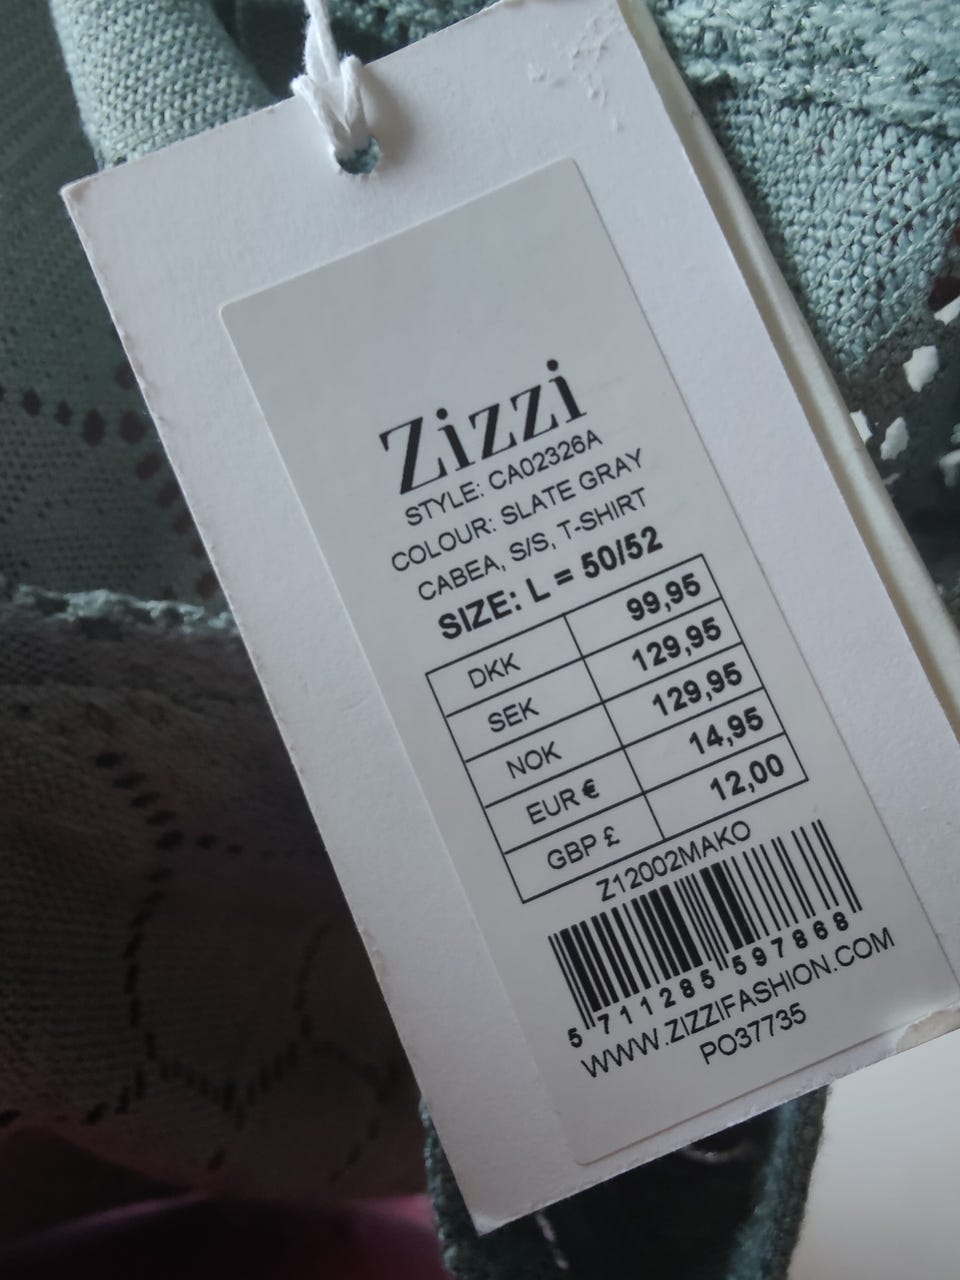 Zizzi
STYLE: CA02326A
COLOUR: SLATE GRAY
CABEA, S/S, T-SHIRT
SIZE: L = 50/52
DKK 99,95
SEK 129,95
NOK 129,95
EUR € 14,95
GBP £ 12,00
Z12002MAKO
5 711285 597868
WWW.ZIZZIFASHION.COM
PO37735